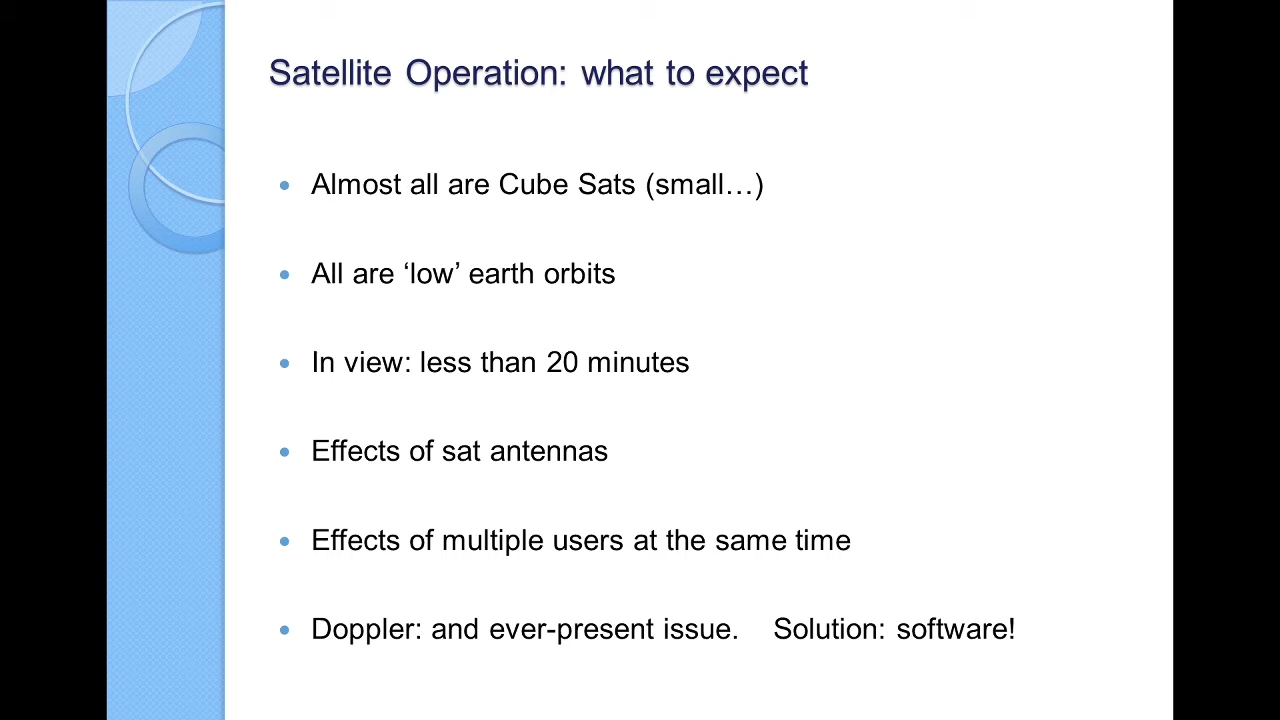 Satellite Operation: what to expect
Almost all are Cube Sats (small…)
All are ‘low’ earth orbits
In view: less than 20 minutes
Effects of sat antennas
Effects of multiple users at the same time
Doppler: and ever-present issue. Solution: software!